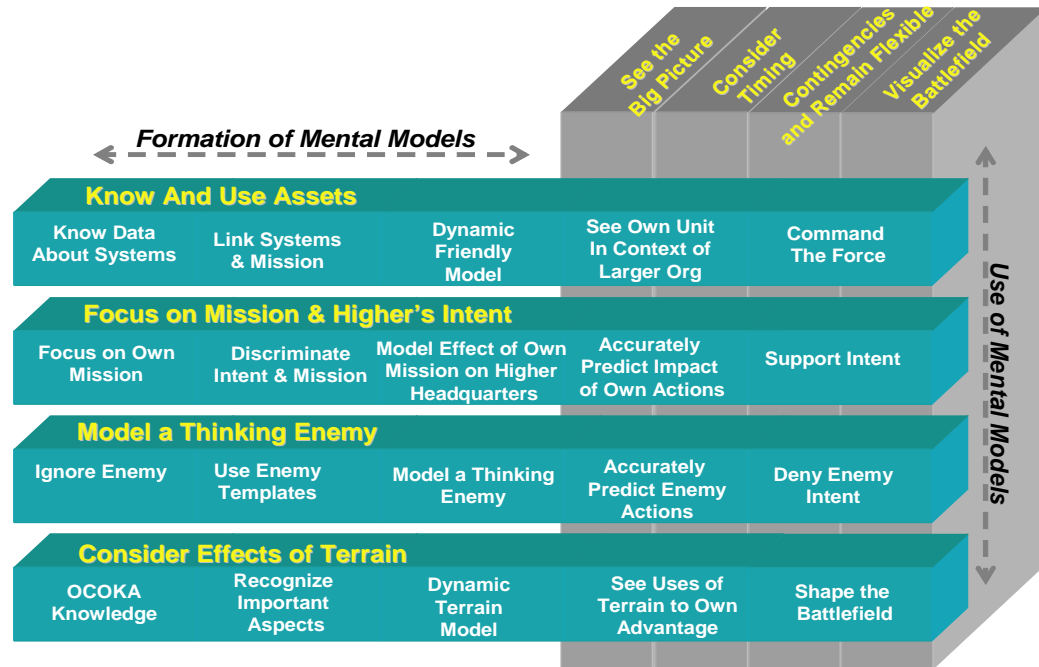 See the
Big Picture
Consider
Timing
Contingencies
and Remain Flexible
Visualize the
Battlefield
Formation of Mental Models
Know And Use Assets
Know Data
About Systems
Link Systems
& Mission
Dynamic
Friendly
Model
See Own Unit
In Context of
Larger Org
Command
The Force
Focus on Mission & Higher's Intent
Focus on Own
Mission
Discriminate
Intent & Mission
Model Effect of Own
Mission on Higher
Headquarters
Accurately
Predict Impact
of Own Actions
Support Intent
Model a Thinking Enemy
Ignore Enemy
Use Enemy
Templates
Model a Thinking
Enemy
Accurately
Predict Enemy
Actions
Deny Enemy
Intent
Consider Effects of Terrain
OCOKA
Knowledge
Recognize
Important
Aspects
Dynamic
Terrain
Model
See Uses of
Terrain to Own
Advantage
Shape the
Battlefield
Use of Mental Models